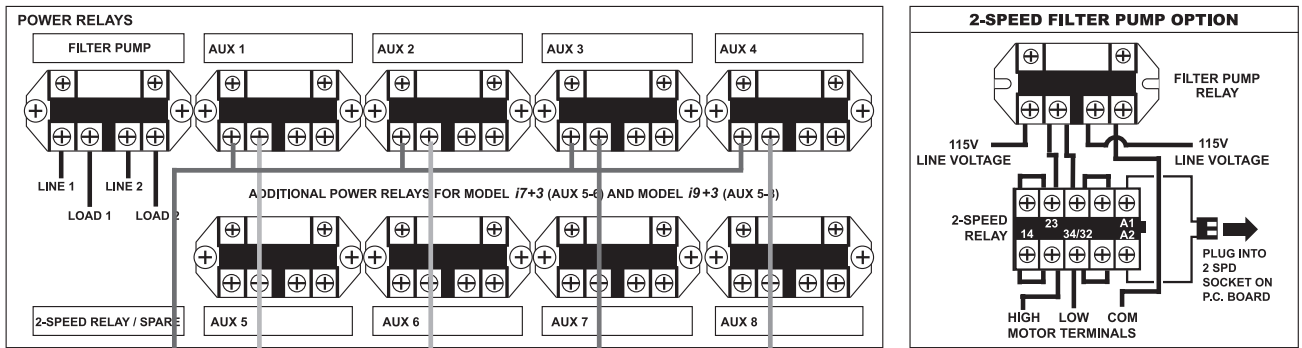 POWER RELAYS
FILTER PUMP
AUX 1
AUX 2
AUX 3
AUX 4
LINE 1
LINE 2
LOAD 1
LOAD 2
ADDITIONAL POWER RELAYS FOR MODEL i7+3 (AUX 5-6) AND MODEL i9+3 (AUX 5-8)
2-SPEED RELAY / SPARE
AUX 5
AUX 6
AUX 7
AUX 8
2-SPEED FILTER PUMP OPTION
FILTER PUMP
RELAY
115V
LINE VOLTAGE
115V
LINE VOLTAGE
2-SPEED
RELAY
14
23
34/32
A1
A2
PLUG INTO
2 SPD
SOCKET ON
P.C. BOARD
HIGH LOW COM
MOTOR TERMINALS